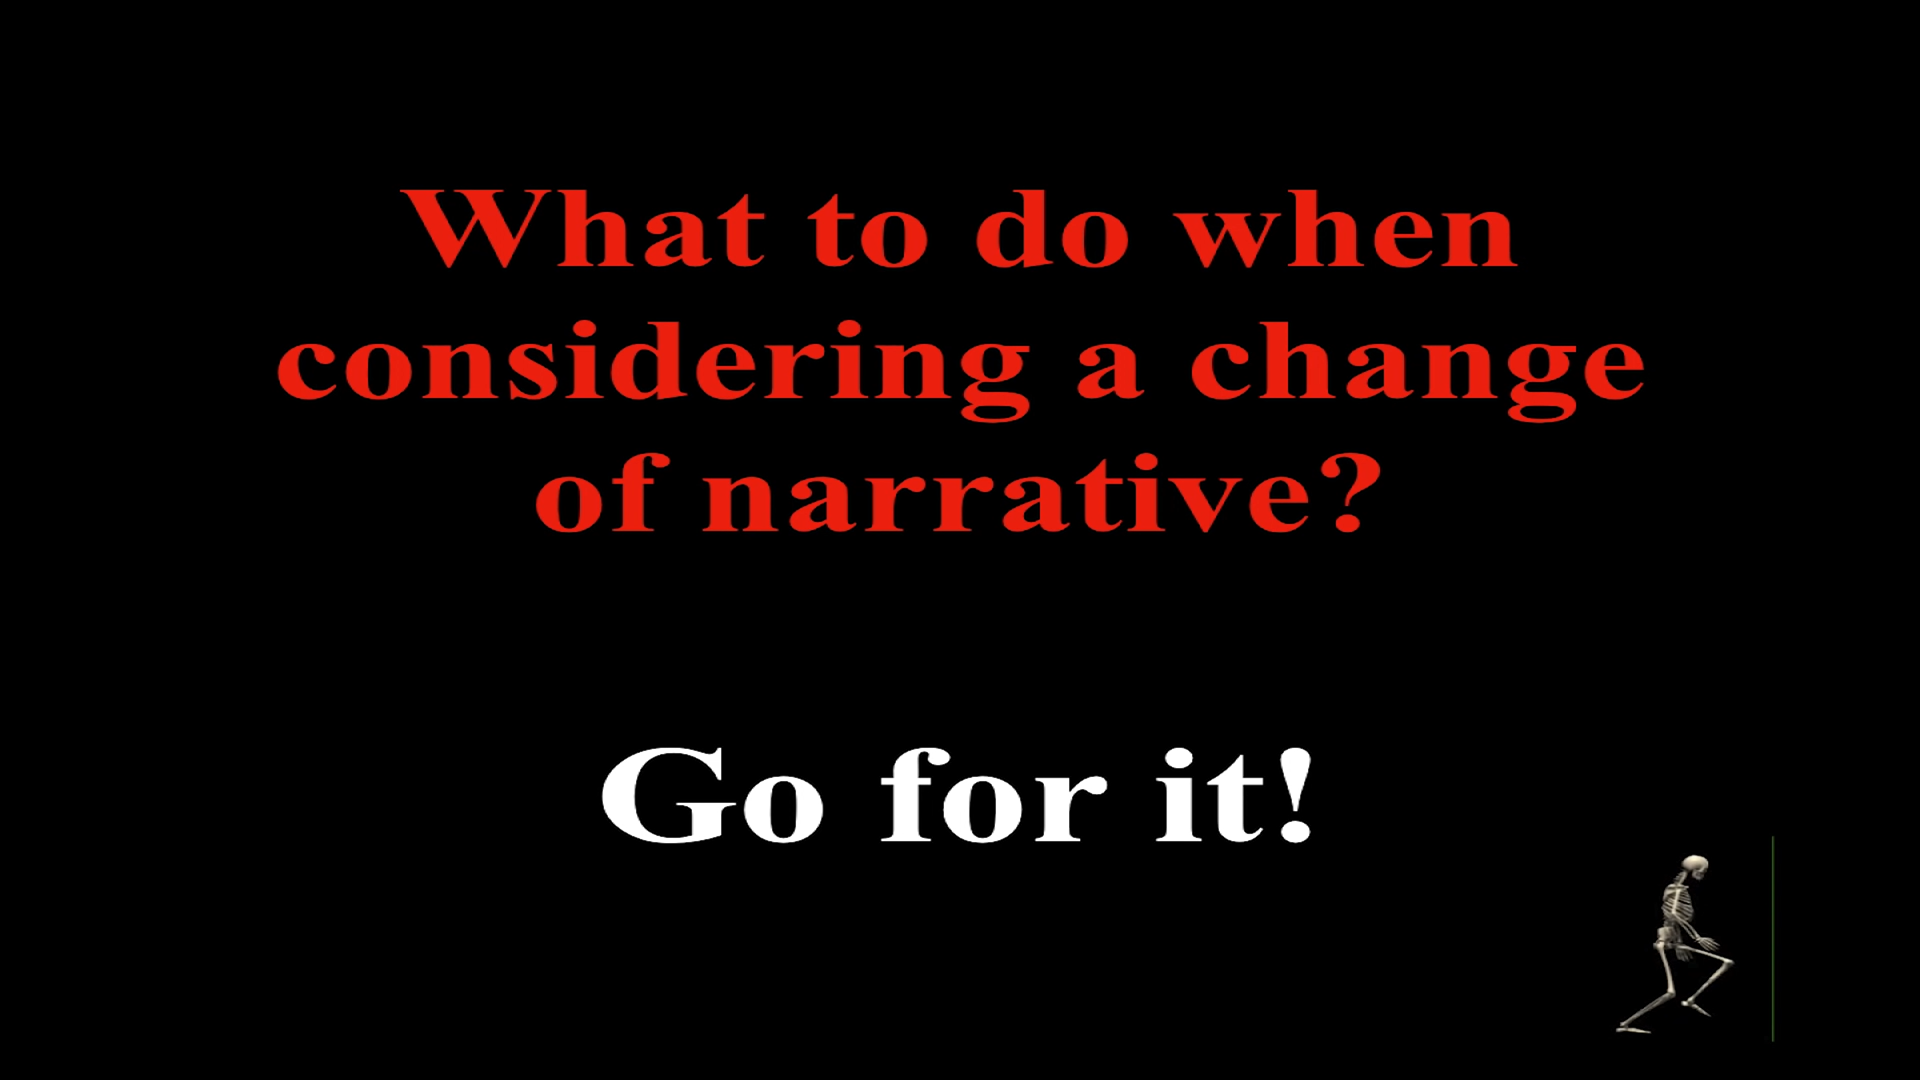 What to do when
considering a change
of narrative?
Go for it!